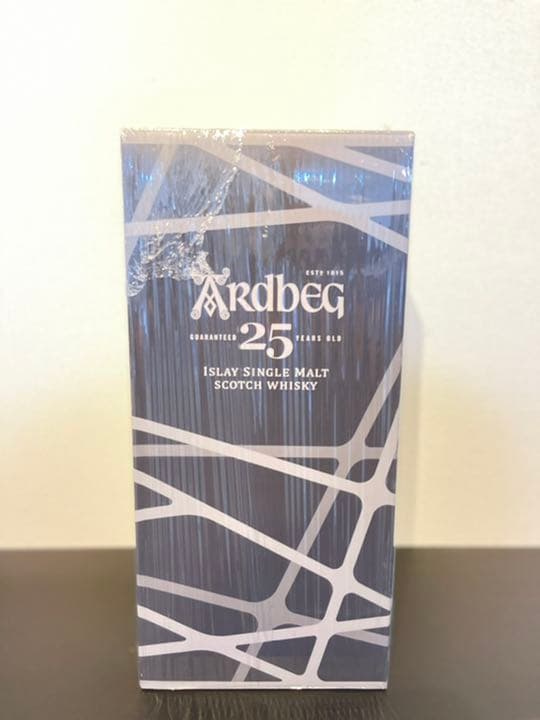 ESTD 1815
ARDBEG
GUARANTEED 25 YEARS OLD
ISLAY SINGLE MALT
SCOTCH WHISKY